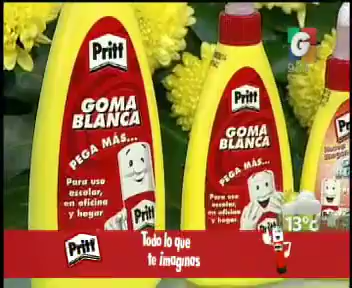 Pritt
GOMA
BLANCA
PEGA MÁS...
Para uso
escolar,
en oficina
y hogar
Pritt
Pritt
GOMA
BLANCA
PEGA MÁS...
Para uso
escolar,
en oficina
y hogar
Pritt
G
13°c
Pritt
Todo lo que
te imaginas